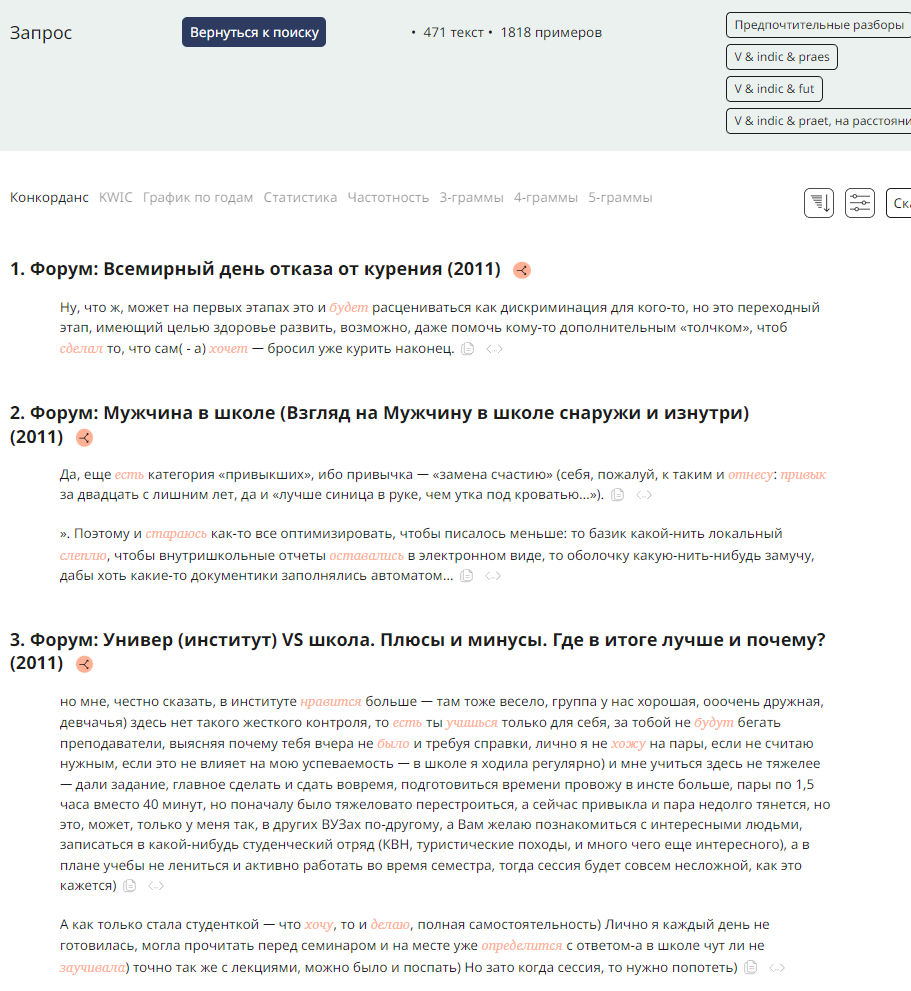 Запрос
Вернуться к поиску
• 471 текст • 1818 примеров
Предпочтительные разборы
V & indic & praes
V & indic & fut
V & indic & praet, на расстояни
Конкорданс KWIC График по годам Статистика Частотность 3-граммы 4-граммы 5-граммы
Ска
1. Форум: Всемирный день отказа от курения (2011)
Ну, что ж, может на первых этапах это и будет расцениваться как дискриминация для кого-то, но это переходный
этап, имеющий целью здоровье развить, возможно, даже помочь кому-то дополнительным «толчком», чтоб
сделал то, что сам( - а) хочет — бросил уже курить наконец.
2. Форум: Мужчина в школе (Взгляд на Мужчину в школе снаружи и изнутри)
(2011)
Да, еще есть категория «привыкших», ибо привычка — «замена счастию» (себя, пожалуй, к таким и отнесу: привык
за двадцать с лишним лет, да и «лучше синица в руке, чем утка под кроватью...»).
». Поэтому и стараюсь как-то все оптимизировать, чтобы писалось меньше: то базик какой-нить локальный
слеплю, чтобы внутришкольные отчеты оставались в электронном виде, то оболочку какую-нить-нибудь замучу,
дабы хоть какие-то документики заполнялись автоматом...
3. Форум: Универ (институт) VS школа. Плюсы и минусы. Где в итоге лучше и почему?
(2011)
но мне, честно сказать, в институте нравится больше — там тоже весело, группа у нас хорошая, ооочень дружная,
девчачья) здесь нет такого жесткого контроля, то есть ты учишься только для себя, за тобой не будут бегать
преподаватели, выясняя почему тебя вчера не было и требуя справки, лично я не хожу на пары, если не считаю
нужным, если это не влияет на мою успеваемость — в школе я ходила регулярно) и мне учиться здесь не тяжелее
— дали задание, главное сделать и сдать вовремя, подготовиться времени провожу в инсте больше, пары по 1,5
часа вместо 40 минут, но поначалу было тяжеловато перестроиться, а сейчас привыкла и пара недолго тянется, но
это, может, только у меня так, в других ВУЗах по-другому, а Вам желаю познакомиться с интересными людьми,
записаться в какой-нибудь студенческий отряд (КВН, туристические походы, и много чего еще интересного), а в
плане учебы не лениться и активно работать во время семестра, тогда сессия будет совсем несложной, как это
кажется)
А как только стала студенткой — что хочу, то и делаю, полная самостоятельность) Лично я каждый день не
готовилась, могла прочитать перед семинаром и на месте уже определится с ответом-а в школе чут ли не
заучивала) точно так же с лекциями, можно было и поспать) Но зато когда сессия, то нужно попотеть)